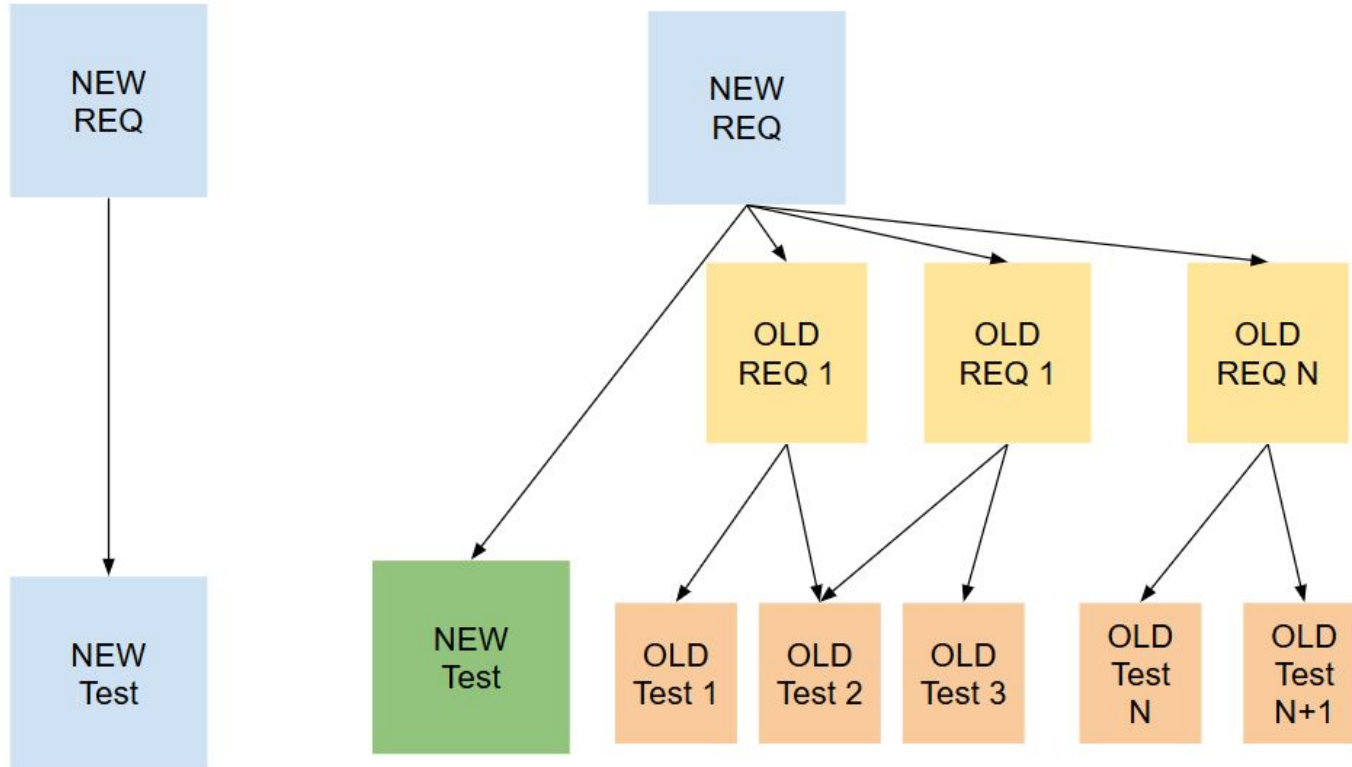 NEW
REQ
NEW
REQ
OLD
REQ 1
OLD
REQ 1
OLD
REQ N
NEW
Test
NEW
Test
OLD
Test 1
OLD
Test 2
OLD
Test 3
OLD
Test
N
OLD
Test
N+1